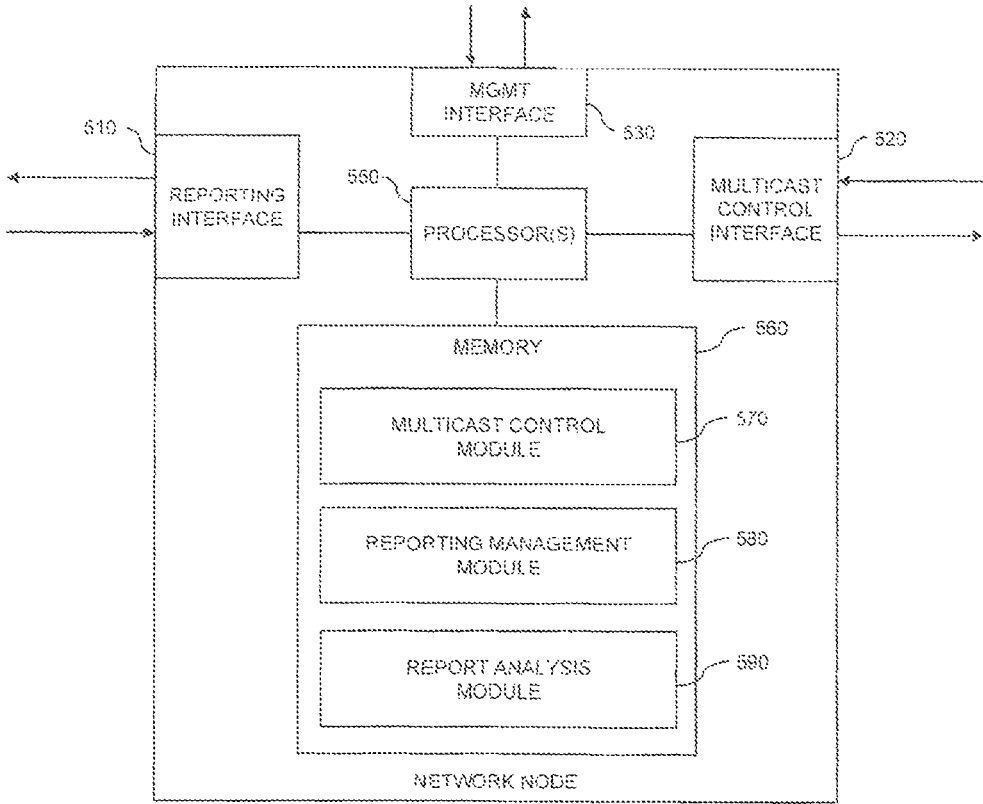 MGMT
INTERFACE
530
510
520
REPORTING
INTERFACE
550
PROCESSOR(S)
MULTICAST
CONTROL
INTERFACE
560
MEMORY
MULTICAST CONTROL
MODULE
570
REPORTING MANAGEMENT
MODULE
580
REPORT ANALYSIS
MODULE
590
NETWORK NODE